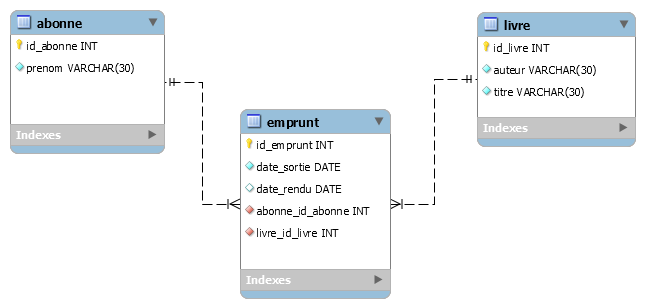 abonne
id_abonne INT
prenom VARCHAR(30)
Indexes
livre
id_livre INT
auteur VARCHAR(30)
titre VARCHAR(30)
Indexes
emprunt
id_emprunt INT
date_sortie DATE
date_rendu DATE
abonne_id_abonne INT
livre_id_livre INT
Indexes